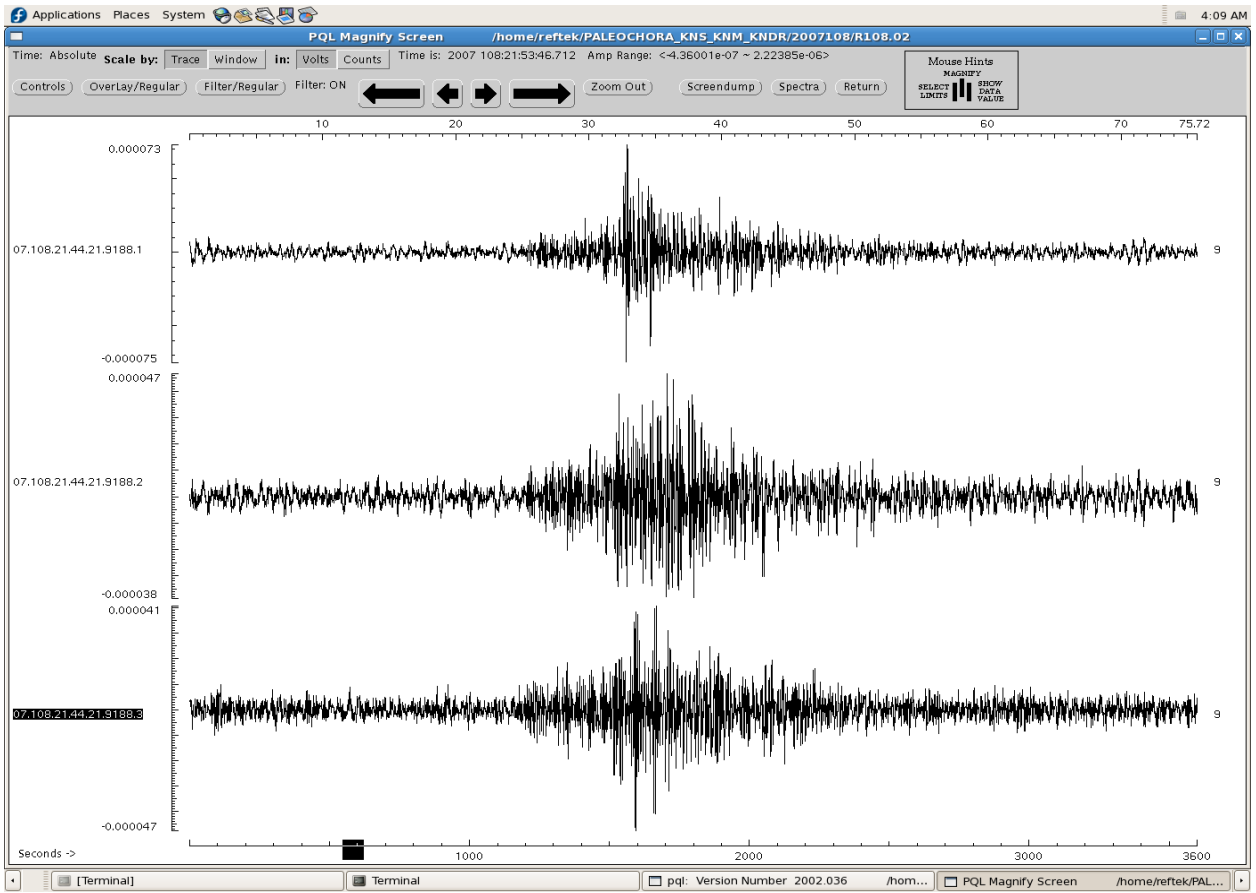 Applications Places System 4:09 AM
PQL Magnify Screen /home/reftek/PALEOCHORA_KNS_KNM_KNDR/2007108/R108.02
Time: Absolute Scale by: Trace Window in: Volts Counts Time is: 2007 108:21:53:46.712 Amp Range: <-4.36001e-07 ~ 2.22385e-06>
Mouse Hints
MAGNIFY
SELECT LIMITS SHOW DATA VALUE
Controls OverLay/Regular Filter/Regular Filter: ON Zoom Out Screendump Spectra Return
10 20 30 40 50 60 70 75.72
0.000073
07.108.21.44.21.9188.1 9
-0.000075
0.000047
07.108.21.44.21.9188.2 9
-0.000038
0.000041
07.108.21.44.21.9188.3 9
-0.000047
Seconds -> 1000 2000 3000 3600
[Terminal] Terminal pql: Version Number 2002.036 /hom... PQL Magnify Screen /home/reftek/PAL...